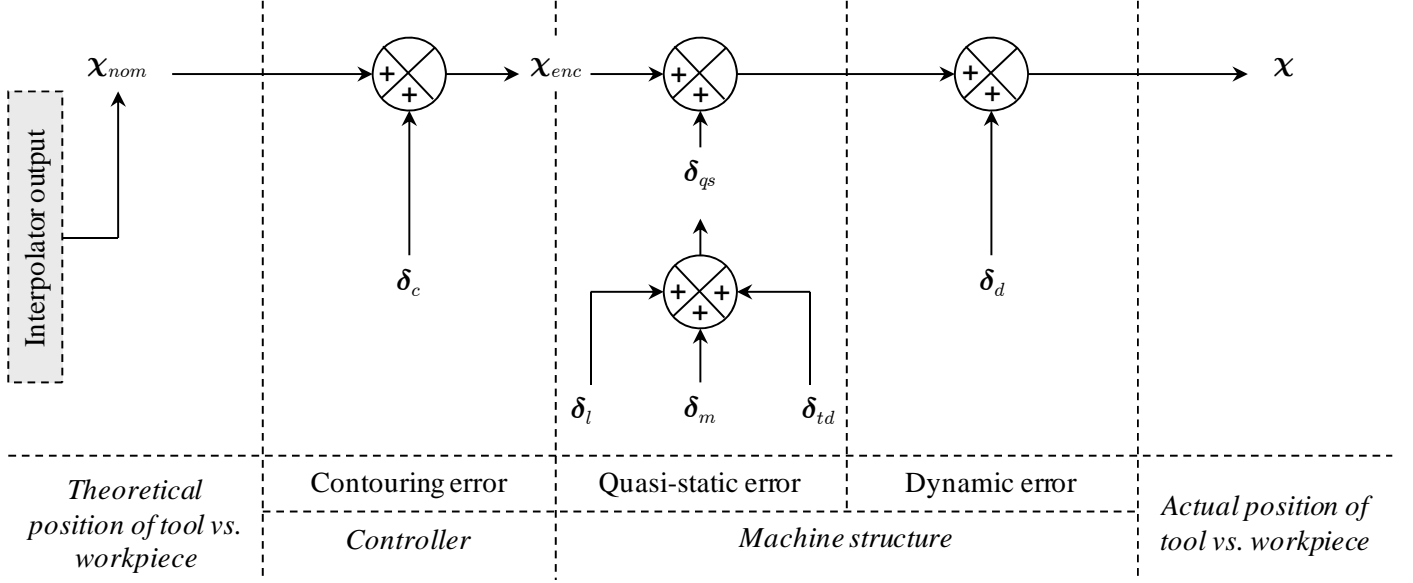 χnom
+
+
χenc
+
+
+
+
χ
Interpolator output
δqs
δc
+
+
+
δd
δl
δm
δtd
Theoretical
position of tool vs.
workpiece
Contouring error
Quasi-static error
Dynamic error
Controller
Machine structure
Actual position of
tool vs. workpiece